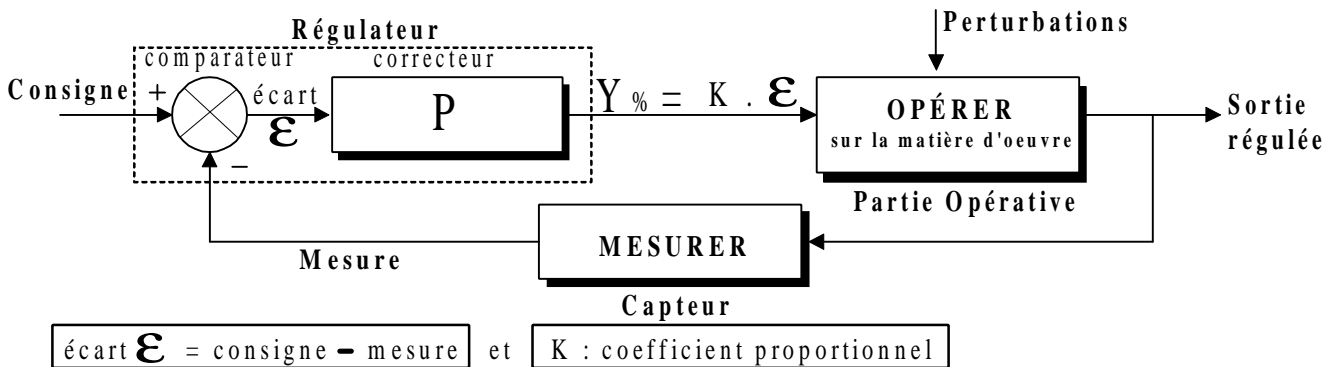 Perturbations
Régulateur
comparateur
correcteur
Consigne
+
écart
ε
P
Y % = K . ε
OPÉRER
sur la matière d'oeuvre
Sortie
régulée
–
Partie Opérative
MESURER
Mesure
Capteur
écart ε = consigne – mesure et K : coefficient proportionnel